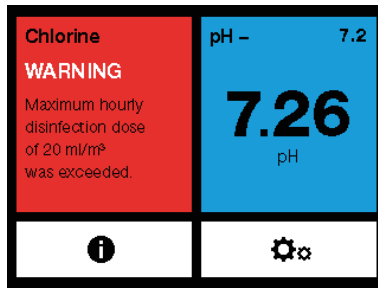 Chlorine
WARNING
Maximum hourly
disinfection dose
of 20 ml/m³
was exceeded.
pH – 7.2
7.26
pH